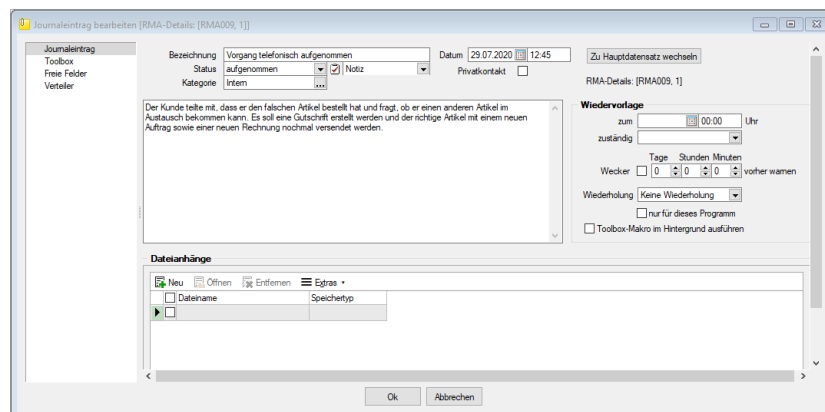 Journaleintrag bearbeiten [RMA-Details: [RMA009, 1]]
Journaleintrag
Toolbox
Freie Felder
Verteiler
Bezeichnung Vorgang telefonisch aufgenommen Datum 29.07.2020 12:45
Status aufgenommen Notiz Privatkontakt
Kategorie Intern ...
Zu Hauptdatensatz wechseln
RMA-Details: [RMA009, 1]
Der Kunde teilte mit, dass er den falschen Artikel bestellt hat und fragt, ob er einen anderen Artikel im
Austausch bekommen kann. Es soll eine Gutschrift erstellt werden und der richtige Artikel mit einem neuen
Auftrag sowie einer neuen Rechnung nochmal versendet werden.
Wiedervorlage
zum 00:00 Uhr
zuständig
Tage Stunden Minuten
Wecker 0 0 0 vorher warnen
Wiederholung Keine Wiederholung
nur für dieses Programm
Toolbox-Makro im Hintergrund ausführen
Dateianhänge
Neu Öffnen Entfernen Extras
Dateiname Speichertyp
Ok Abbrechen